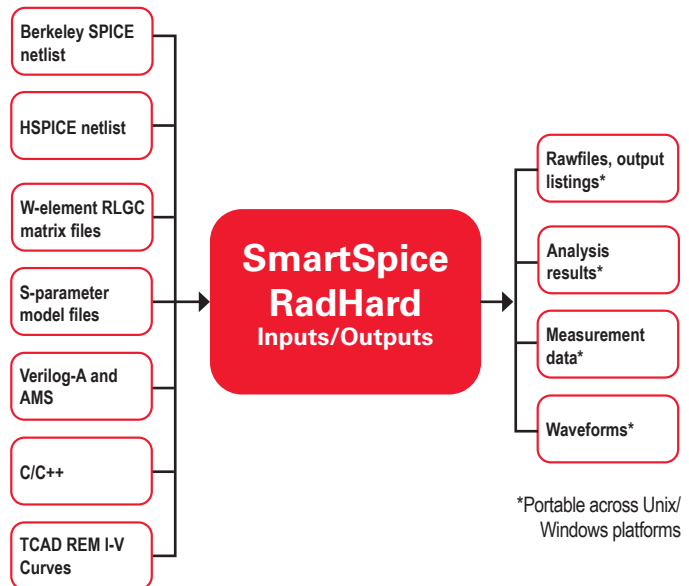 Berkeley SPICE
netlist
HSPICE netlist
W-element RLGC
matrix files
S-parameter
model files
Verilog-A and
AMS
C/C++
TCAD REM I-V
Curves
SmartSpice
RadHard
Inputs/Outputs
Rawfiles, output
listings*
Analysis
results*
Measurement
data*
Waveforms*
*Portable across Unix/
Windows platforms